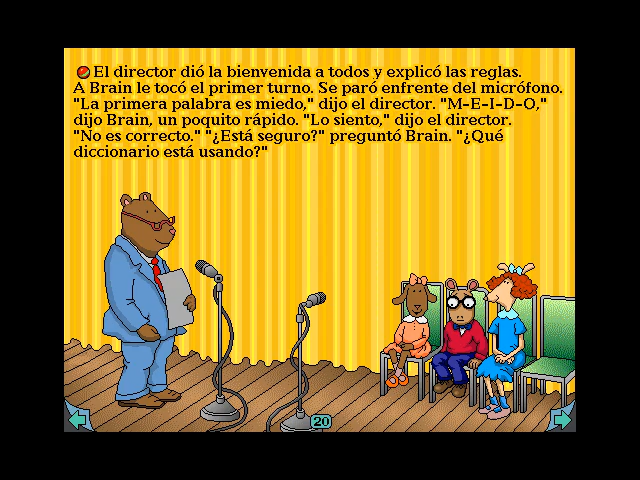 El director dió la bienvenida a todos y explicó las reglas.
A Brain le tocó el primer turno. Se paró enfrente del micrófono.
"La primera palabra es miedo," dijo el director. "M-E-I-D-O,"
dijo Brain, un poquito rápido. "Lo siento," dijo el director.
"No es correcto." "¿Está seguro?" preguntó Brain. "¿Qué
diccionario está usando?"
20